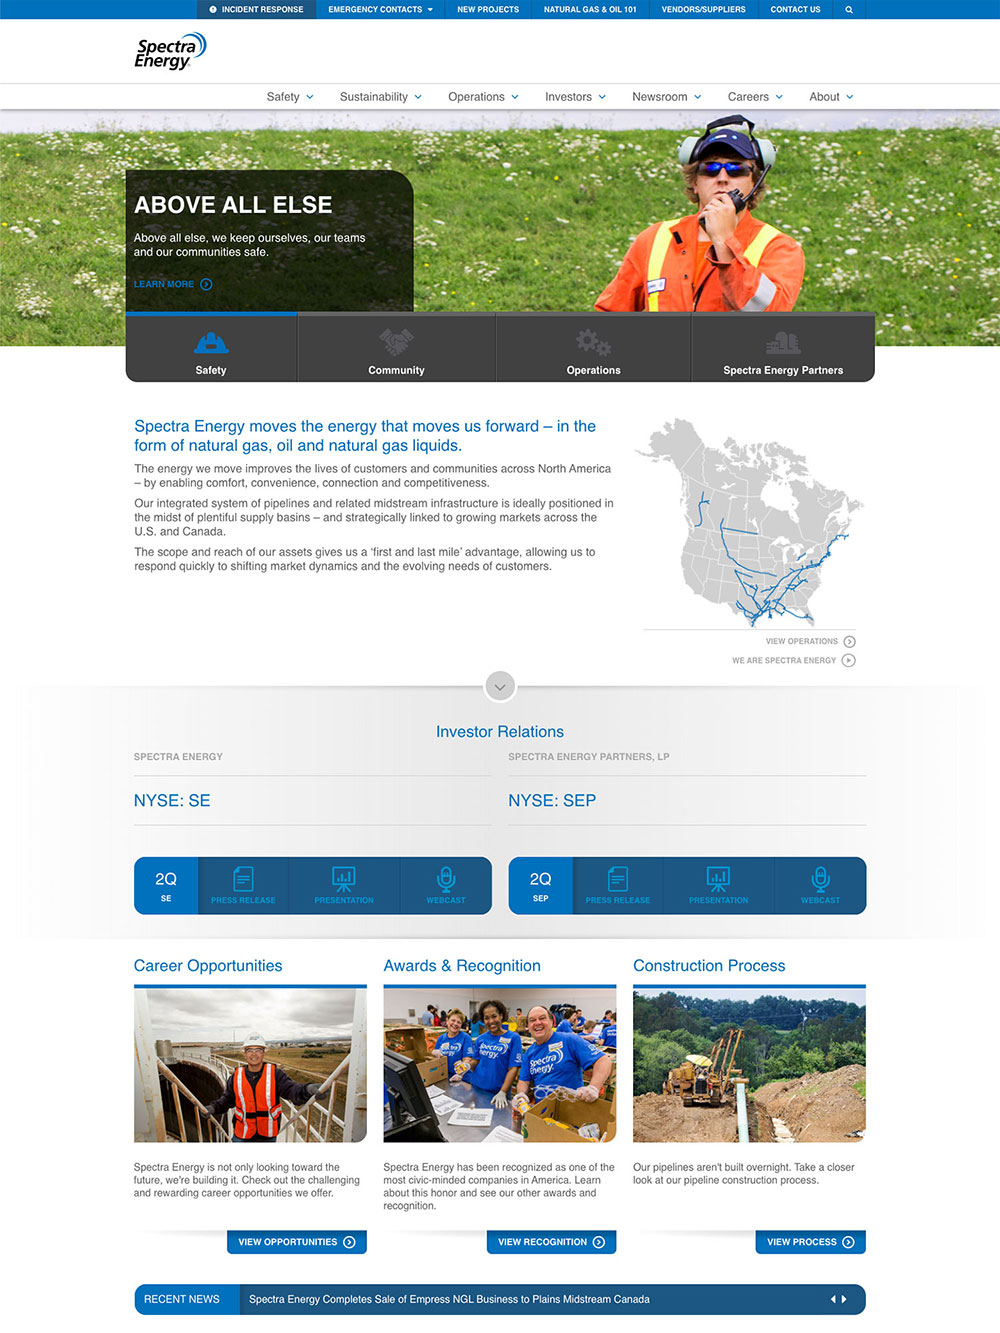 INCIDENT RESPONSE EMERGENCY CONTACTS NEW PROJECTS NATURAL GAS & OIL 101 VENDORS/SUPPLIERS CONTACT US
Spectra
Energy
Safety Sustainability Operations Investors Newsroom Careers About
ABOVE ALL ELSE
Above all else, we keep ourselves, our teams
and our communities safe.
LEARN MORE
Safety Community Operations Spectra Energy Partners
Spectra Energy moves the energy that moves us forward – in the
form of natural gas, oil and natural gas liquids.
The energy we move improves the lives of customers and communities across North America
– by enabling comfort, convenience, connection and competitiveness.
Our integrated system of pipelines and related midstream infrastructure is ideally positioned in
the midst of plentiful supply basins – and strategically linked to growing markets across the
U.S. and Canada.
The scope and reach of our assets gives us a ‘first and last mile’ advantage, allowing us to
respond quickly to shifting market dynamics and the evolving needs of customers.
VIEW OPERATIONS
WE ARE SPECTRA ENERGY
Investor Relations
SPECTRA ENERGY
NYSE: SE
2Q
SE
PRESS RELEASE PRESENTATION WEBCAST
SPECTRA ENERGY PARTNERS, LP
NYSE: SEP
2Q
SEP
PRESS RELEASE PRESENTATION WEBCAST
Career Opportunities
Spectra Energy is not only looking toward the
future, we're building it. Check out the challenging
and rewarding career opportunities we offer.
VIEW OPPORTUNITIES
Awards & Recognition
Spectra
Energy
Spectra
Energy
Spectra
Energy
Spectra Energy has been recognized as one of the
most civic-minded companies in America. Learn
about this honor and see our other awards and
recognition.
VIEW RECOGNITION
Construction Process
Our pipelines aren't built overnight. Take a closer
look at our pipeline construction process.
VIEW PROCESS
RECENT NEWS Spectra Energy Completes Sale of Empress NGL Business to Plains Midstream Canada